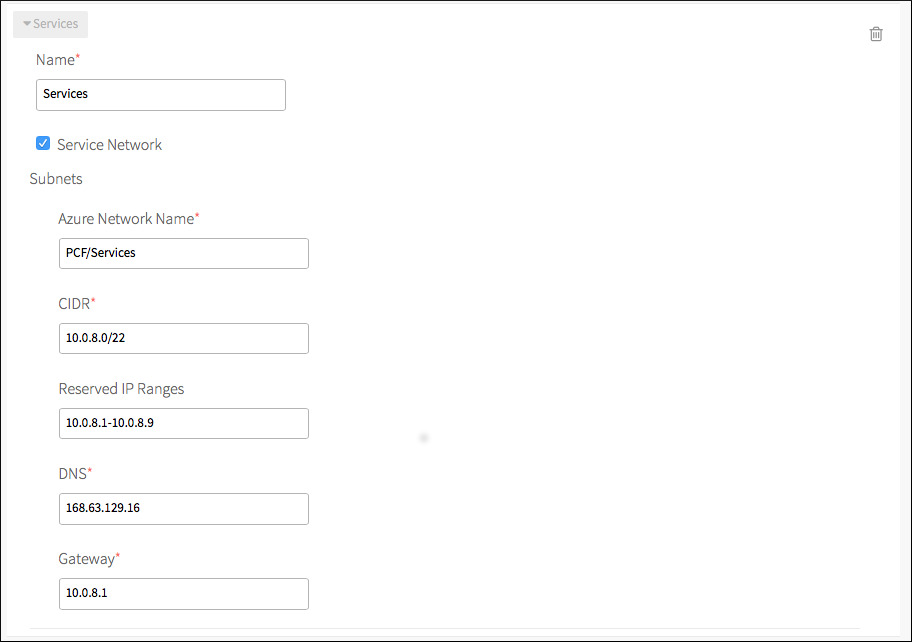 Services
Name*
Services
Service Network
Subnets
Azure Network Name*
PCF/Services
CIDR*
10.0.8.0/22
Reserved IP Ranges
10.0.8.1-10.0.8.9
DNS*
168.63.129.16
Gateway*
10.0.8.1